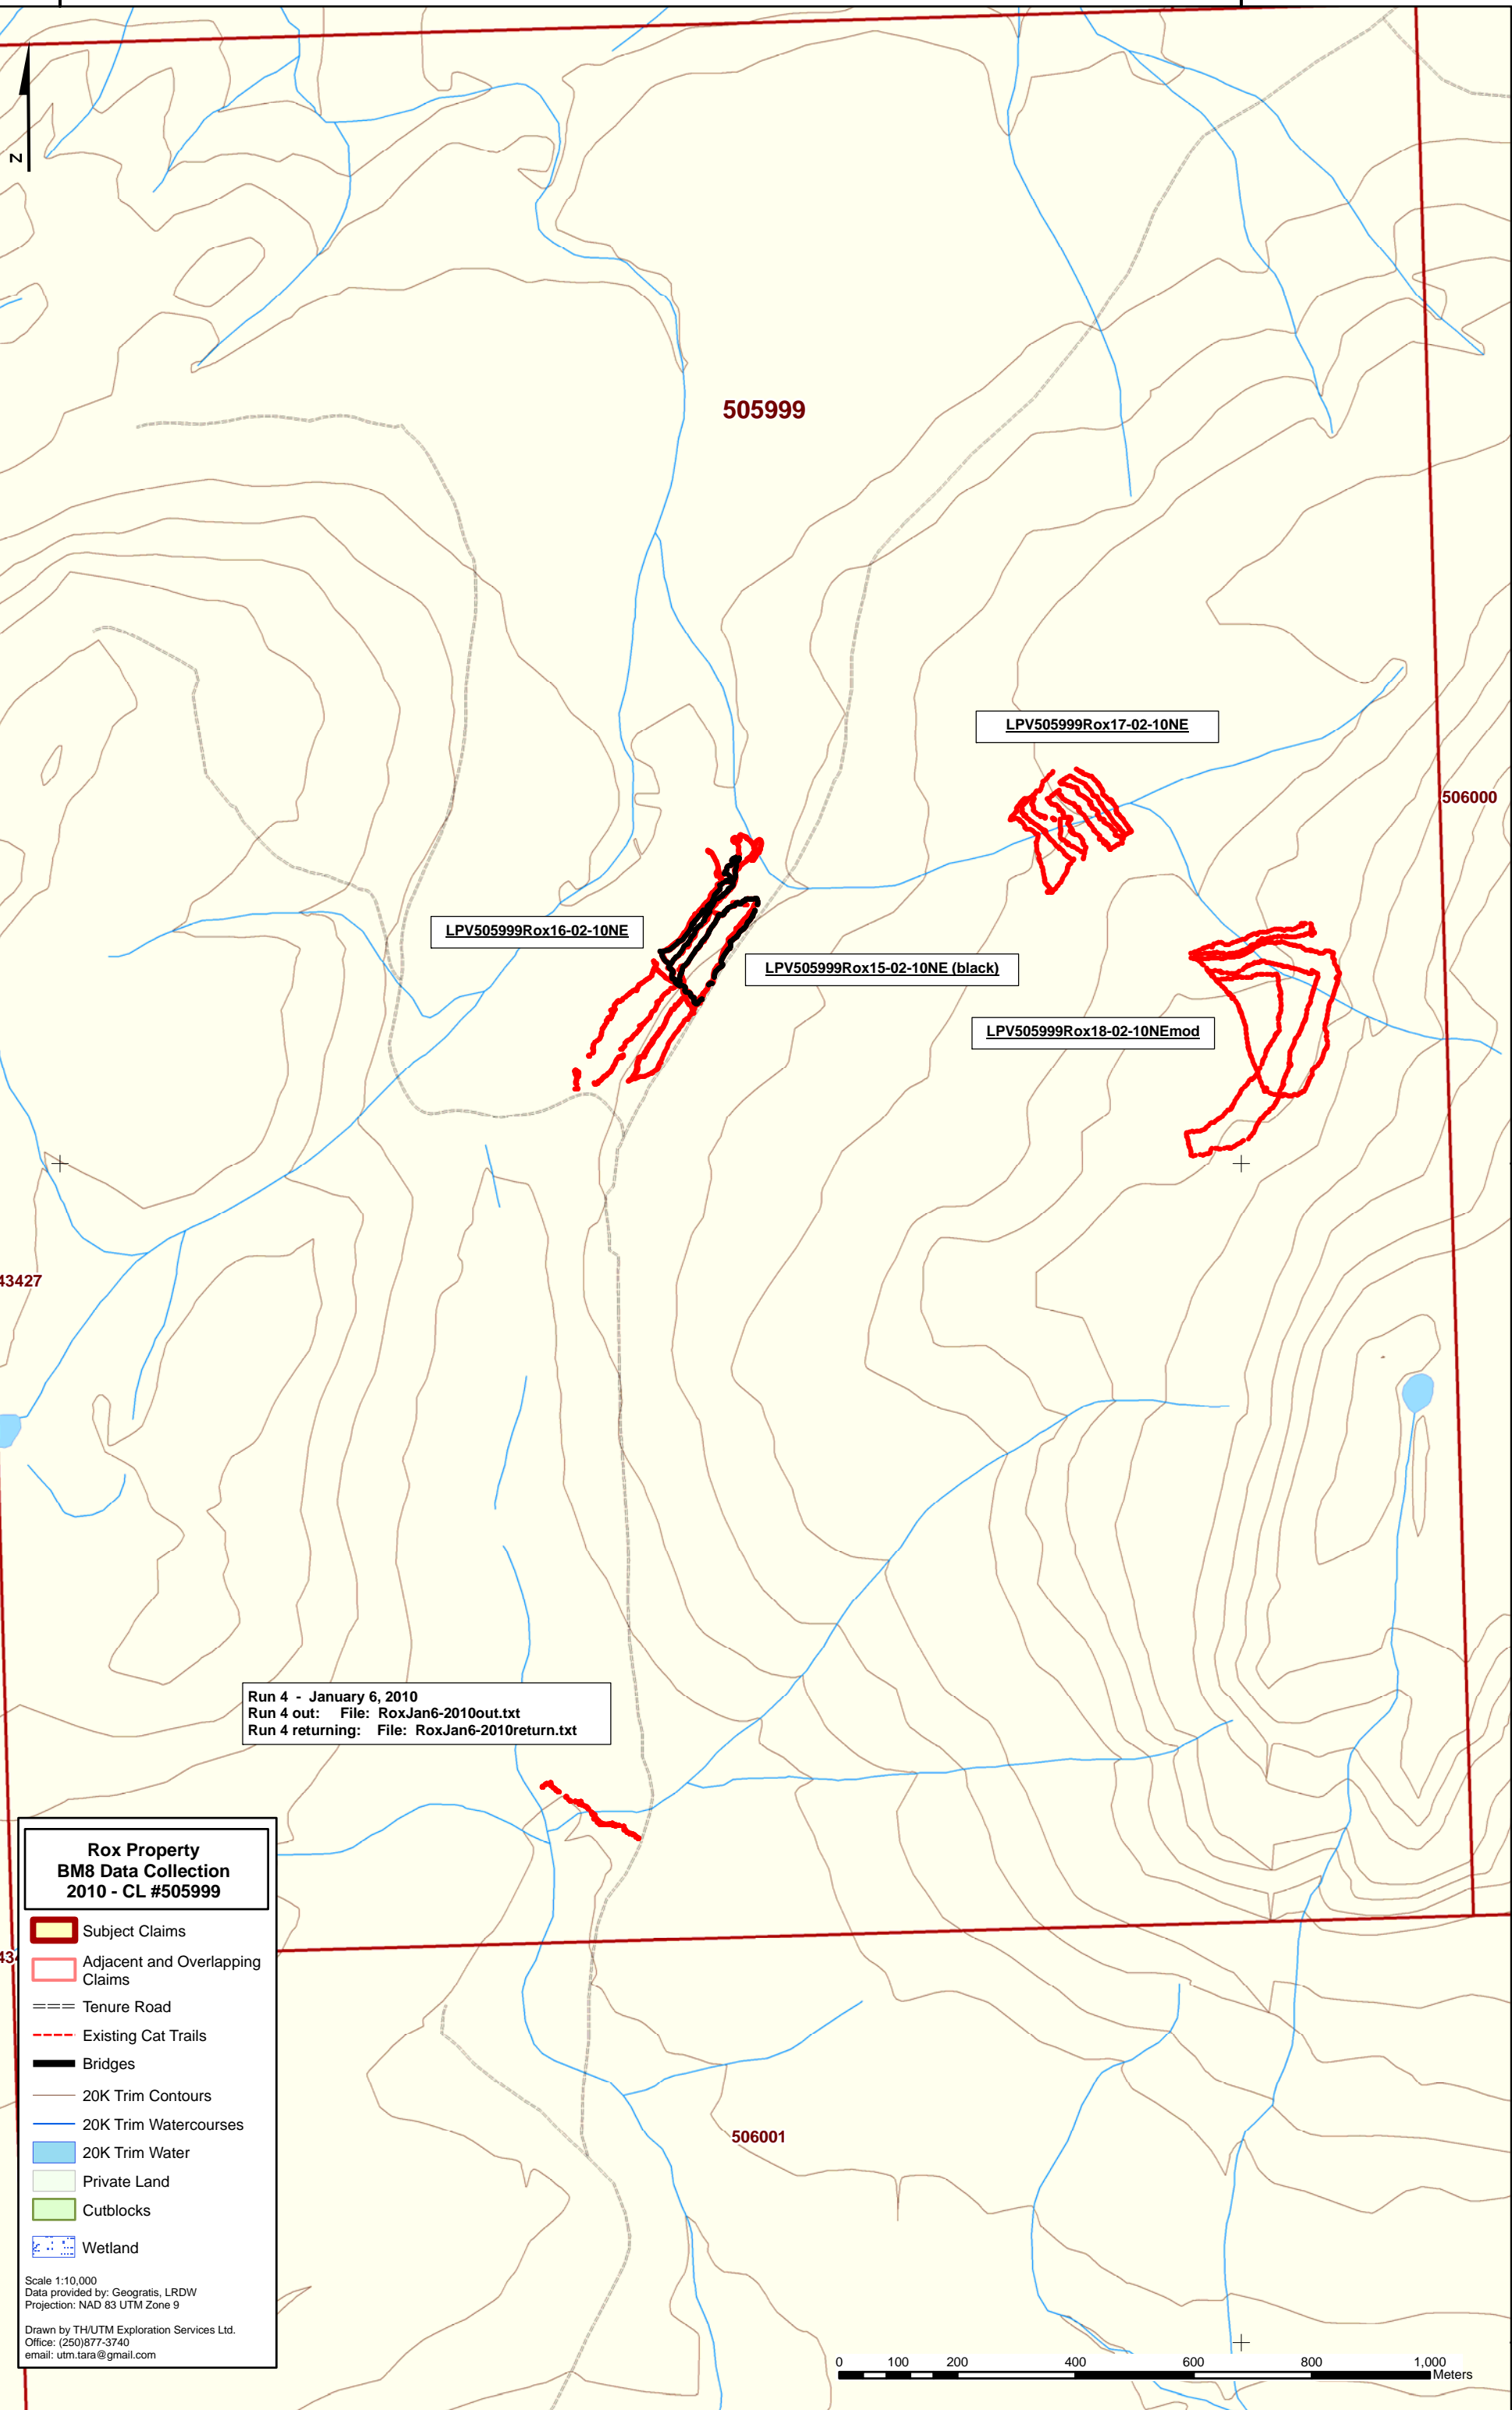 N
505999
LPV505999Rox17-02-10NE
506000
LPV505999Rox16-02-10NE
LPV505999Rox15-02-10NE (black)
LPV505999Rox18-02-10NEmod
43427
Run 4 - January 6, 2010
Run 4 out: File: RoxJan6-2010out.txt
Run 4 returning: File: RoxJan6-2010return.txt
Rox Property
BM8 Data Collection
2010 - CL #505999
Subject Claims
Adjacent and Overlapping
Claims
Tenure Road
Existing Cat Trails
Bridges
20K Trim Contours
20K Trim Watercourses
20K Trim Water
Private Land
Cutblocks
Wetland
Scale 1:10,000
Data provided by: Geogratis, LRDW
Projection: NAD 83 UTM Zone 9
Drawn by TH/UTM Exploration Services Ltd.
Office: (250)877-3740
email: utm.tara@gmail.com
506001
0 100 200 400 600 800 1,000
Meters